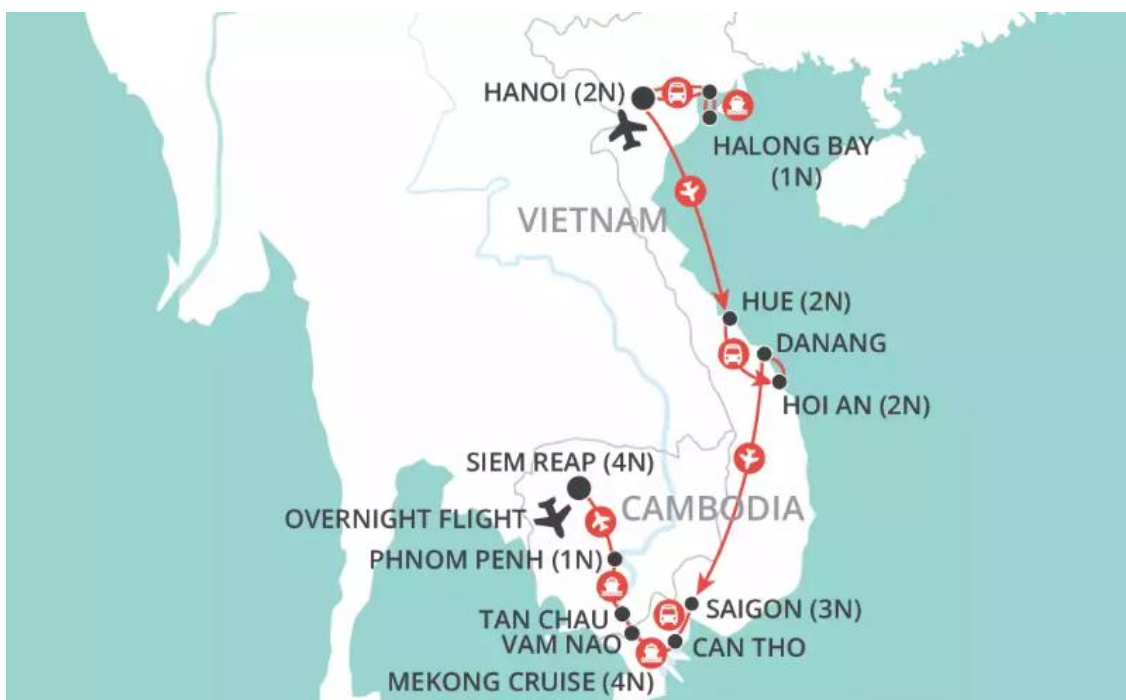 HANOI (2N)
HALONG BAY
(1N)
VIETNAM
HUE (2N)
DANANG
HOI AN (2N)
SIEM REAP (4N)
CAMBODIA
OVERNIGHT FLIGHT
PHNOM PENH (1N)
SAIGON (3N)
TAN CHAU
VAM NAO
CAN THO
MEKONG CRUISE (4N)